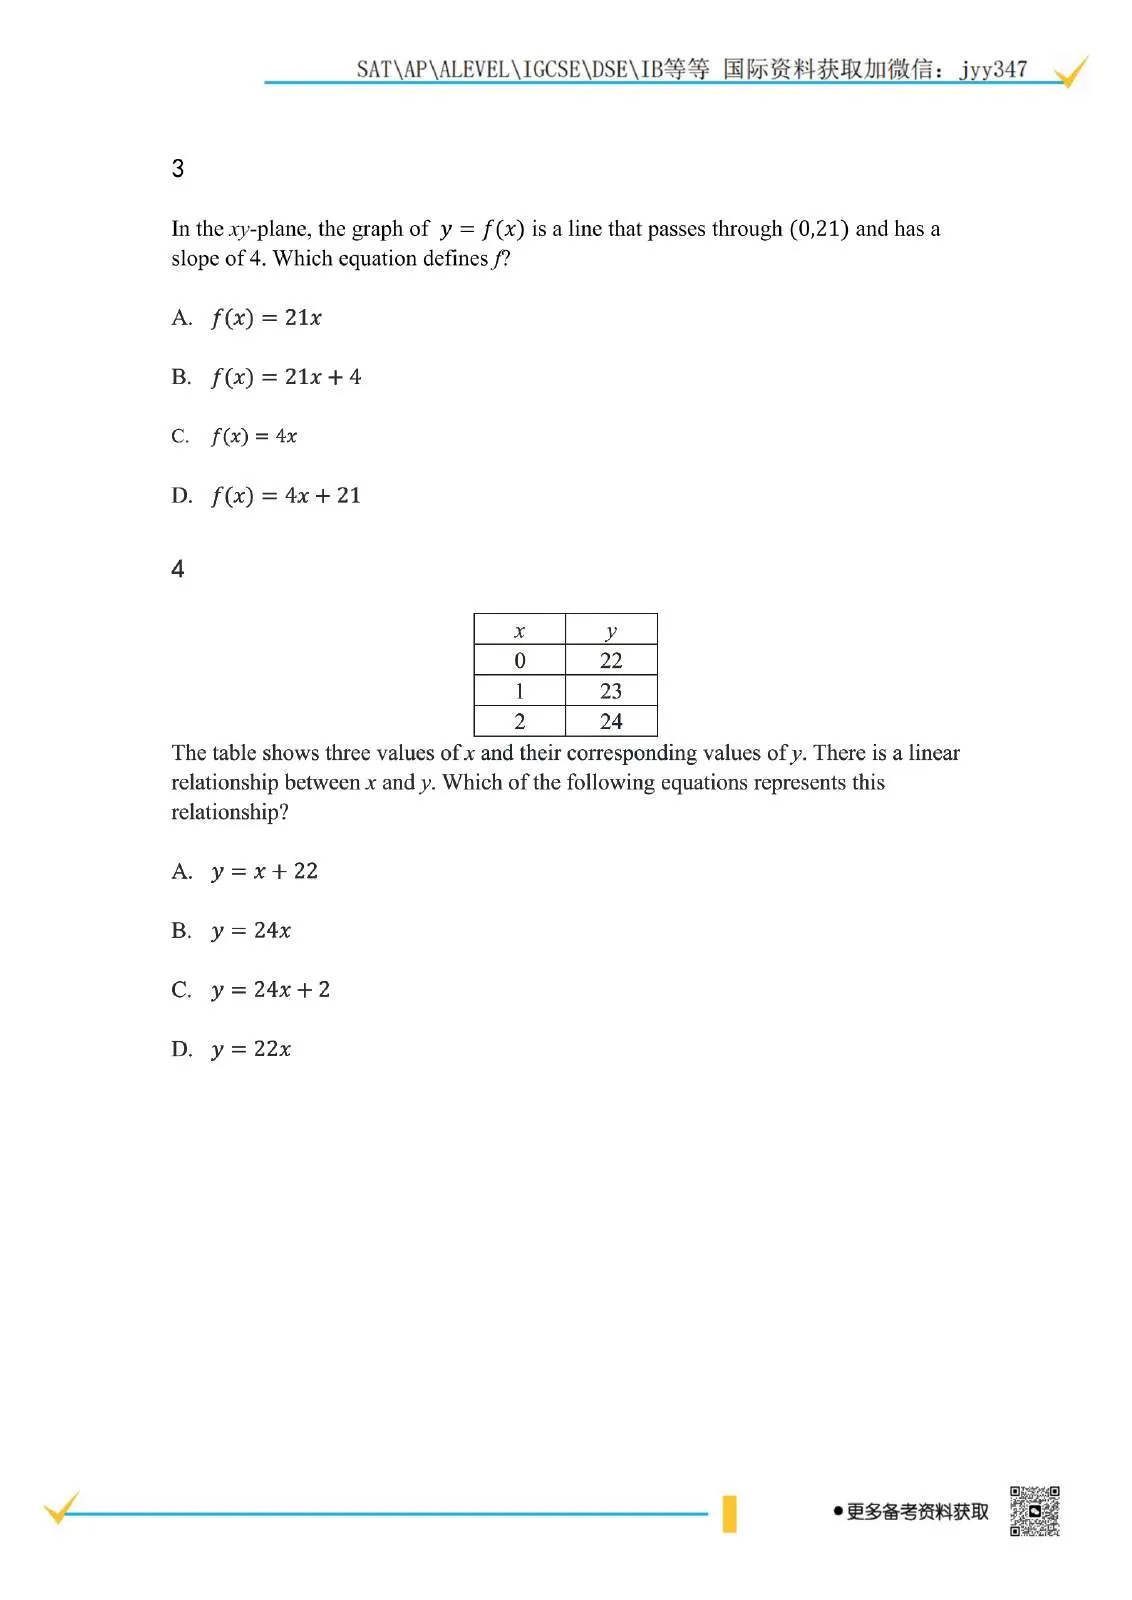 SAT\AP\ALEVEL\IGCSE\DSE\IB等等 国际资料获取加微信：jyy347
3
In the xy-plane, the graph of y = f(x) is a line that passes through (0,21) and has a
slope of 4. Which equation defines f?
A. f(x) = 21x
B. f(x) = 21x + 4
C. f(x) = 4x
D. f(x) = 4x + 21
4
x y
0 22
1 23
2 24
The table shows three values of x and their corresponding values of y. There is a linear
relationship between x and y. Which of the following equations represents this
relationship?
A. y = x + 22
B. y = 24x
C. y = 24x + 2
D. y = 22x
●更多备考资料获取